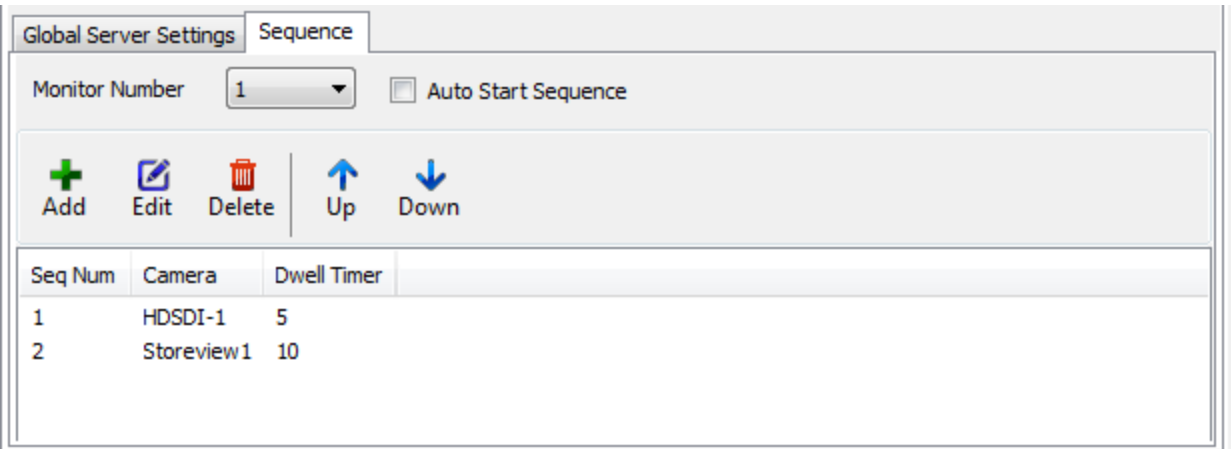 Global Server Settings Sequence
Monitor Number 1 Auto Start Sequence
Add Edit Delete Up Down
Seq Num Camera Dwell Timer
1 HDSDI-1 5
2 Storeview1 10